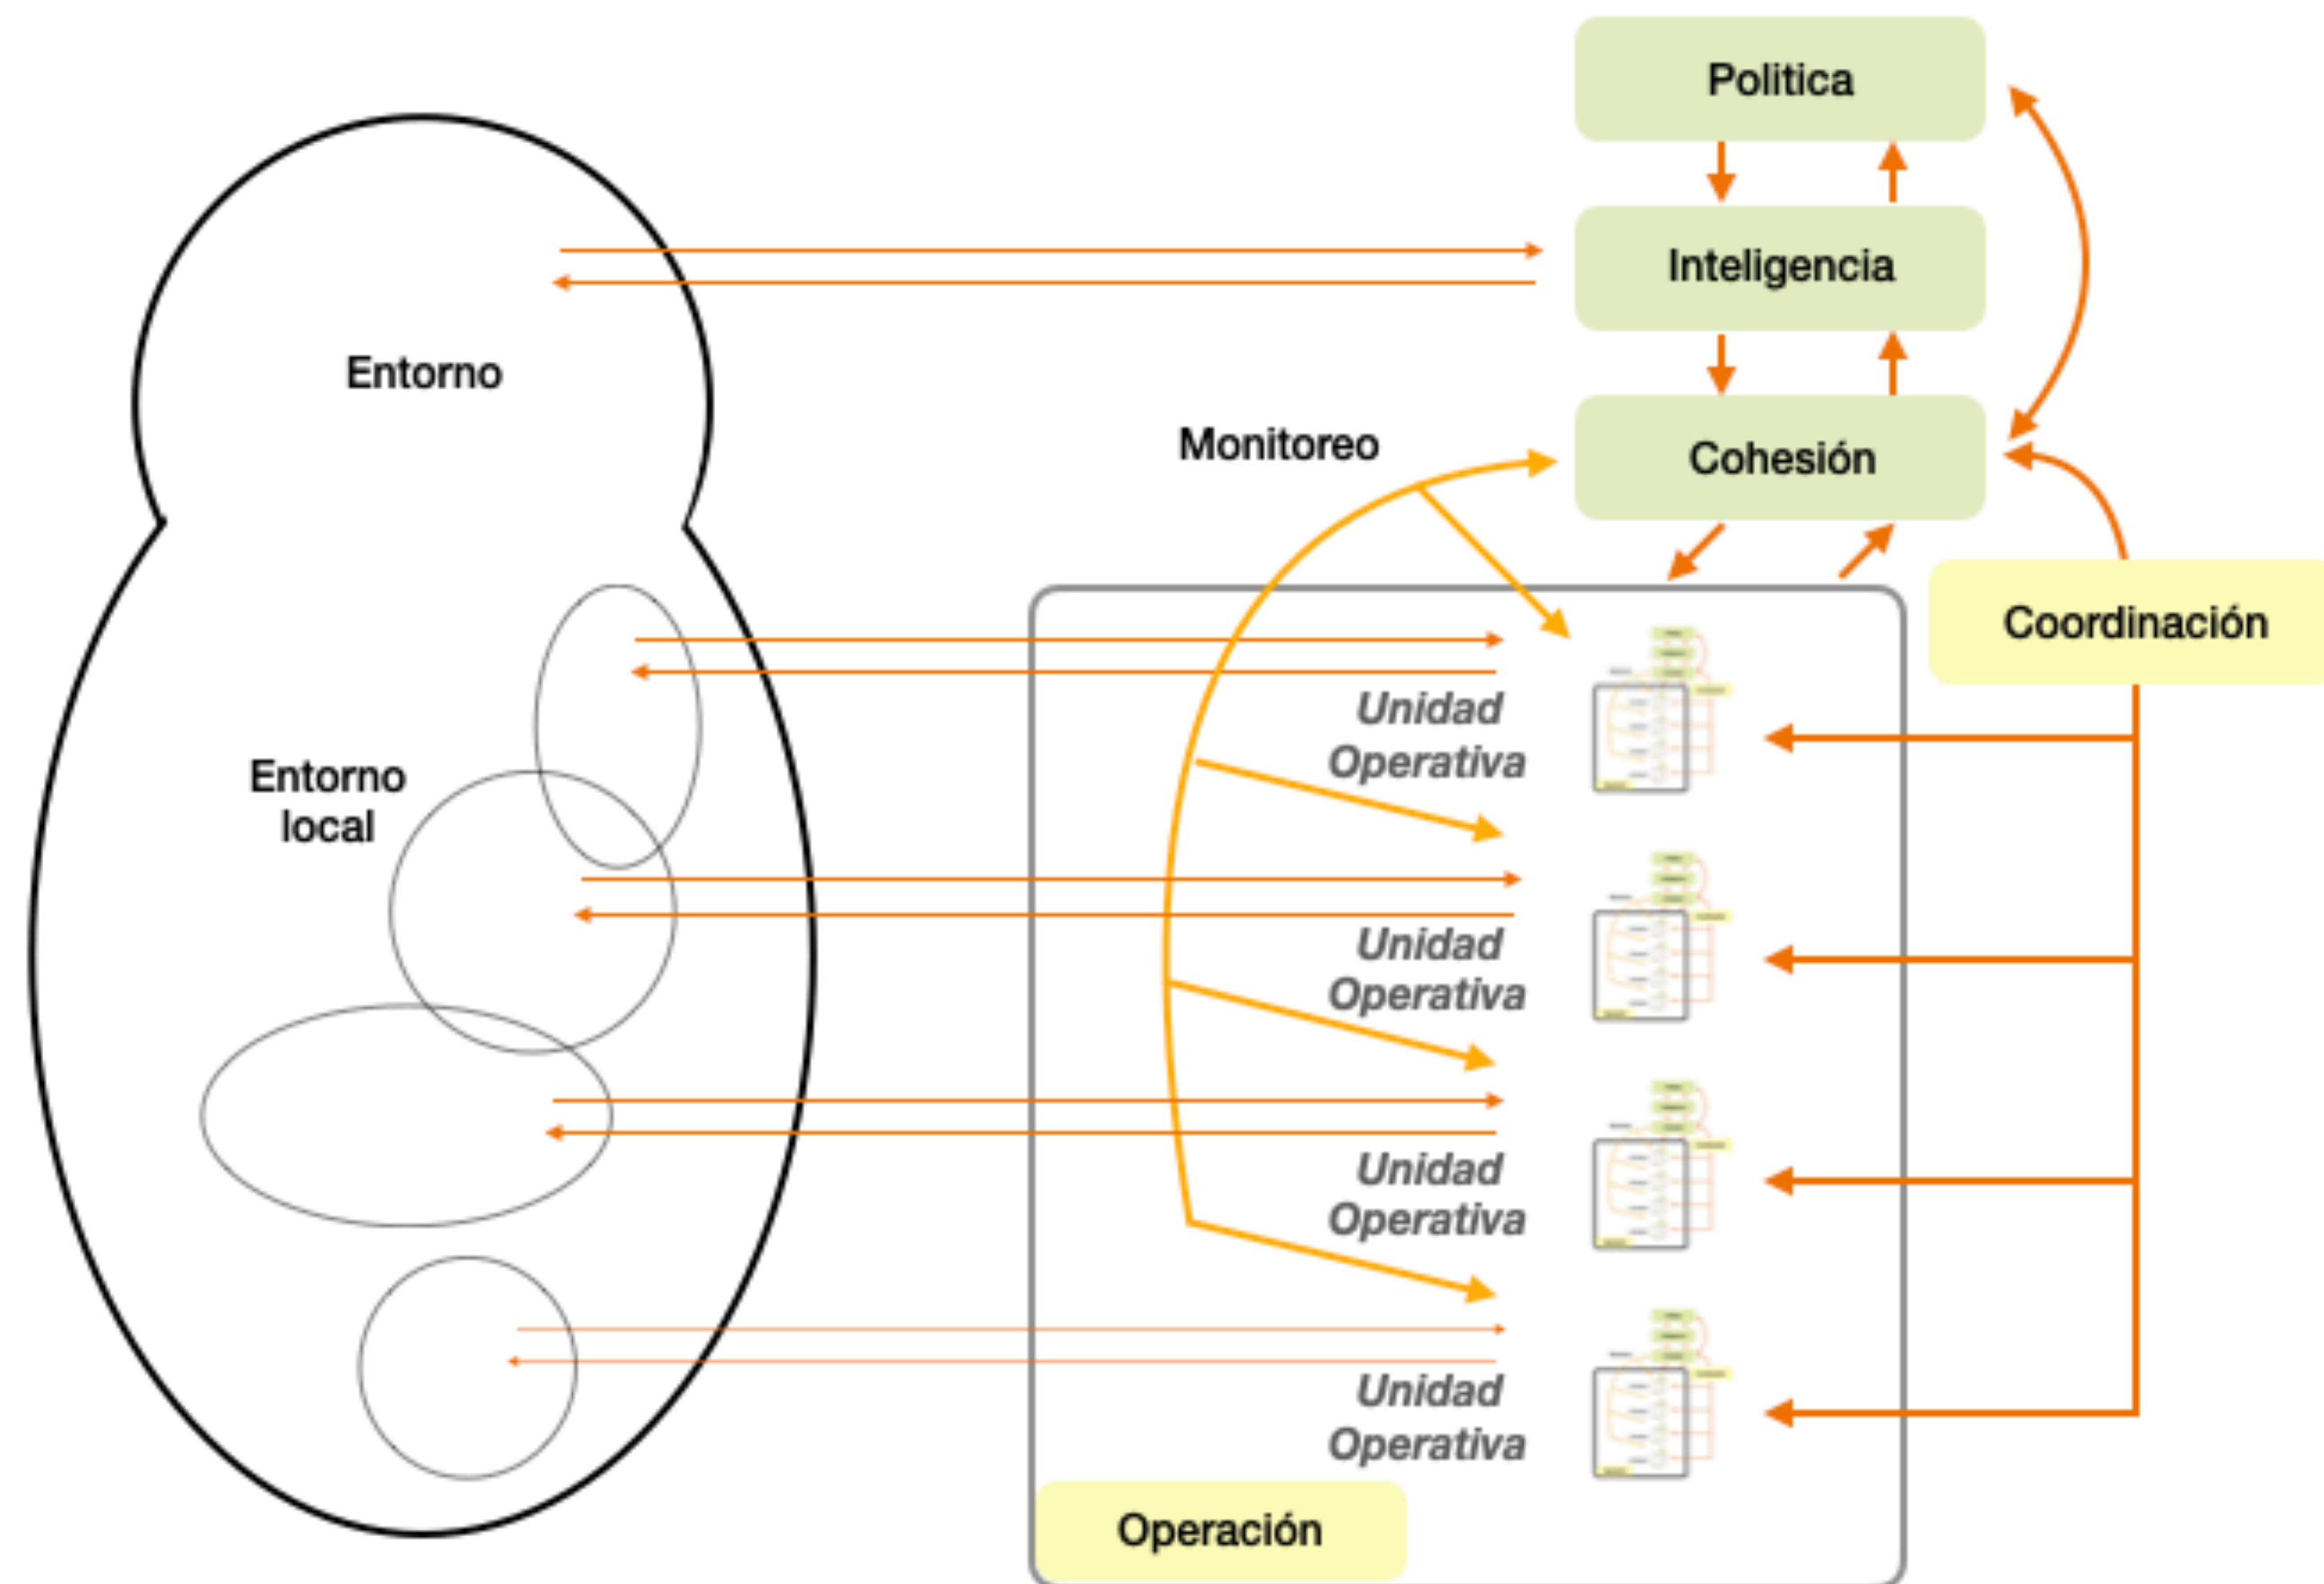 Politica
Inteligencia
Entorno
Monitoreo
Cohesión
Coordinación
Unidad
Operativa
Entorno
local
Unidad
Operativa
Unidad
Operativa
Unidad
Operativa
Operación